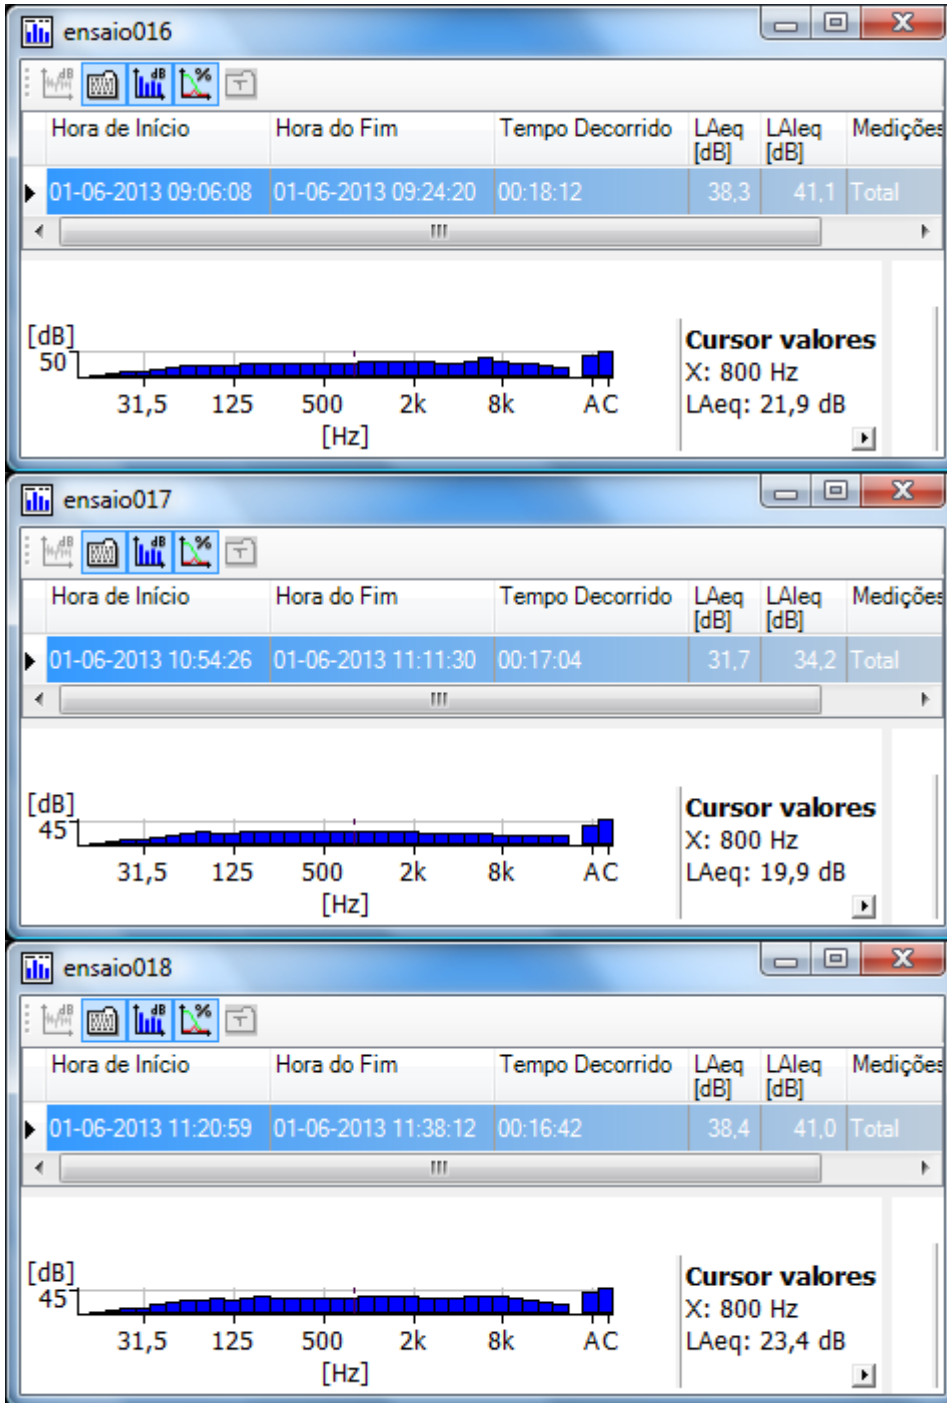 ensaio016
Hora de Início Hora do Fim Tempo Decorrido LAeq [dB] LAIeq [dB] Medições
01-06-2013 09:06:08 01-06-2013 09:24:20 00:18:12 38,3 41,1 Total
[dB]
50
31,5 125 500 2k 8k A C
[Hz]
Cursor valores
X: 800 Hz
LAeq: 21,9 dB
ensaio017
Hora de Início Hora do Fim Tempo Decorrido LAeq [dB] LAIeq [dB] Medições
01-06-2013 10:54:26 01-06-2013 11:11:30 00:17:04 31,7 34,2 Total
[dB]
45
31,5 125 500 2k 8k A C
[Hz]
Cursor valores
X: 800 Hz
LAeq: 19,9 dB
ensaio018
Hora de Início Hora do Fim Tempo Decorrido LAeq [dB] LAIeq [dB] Medições
01-06-2013 11:20:59 01-06-2013 11:38:12 00:16:42 38,4 41,0 Total
[dB]
45
31,5 125 500 2k 8k A C
[Hz]
Cursor valores
X: 800 Hz
LAeq: 23,4 dB